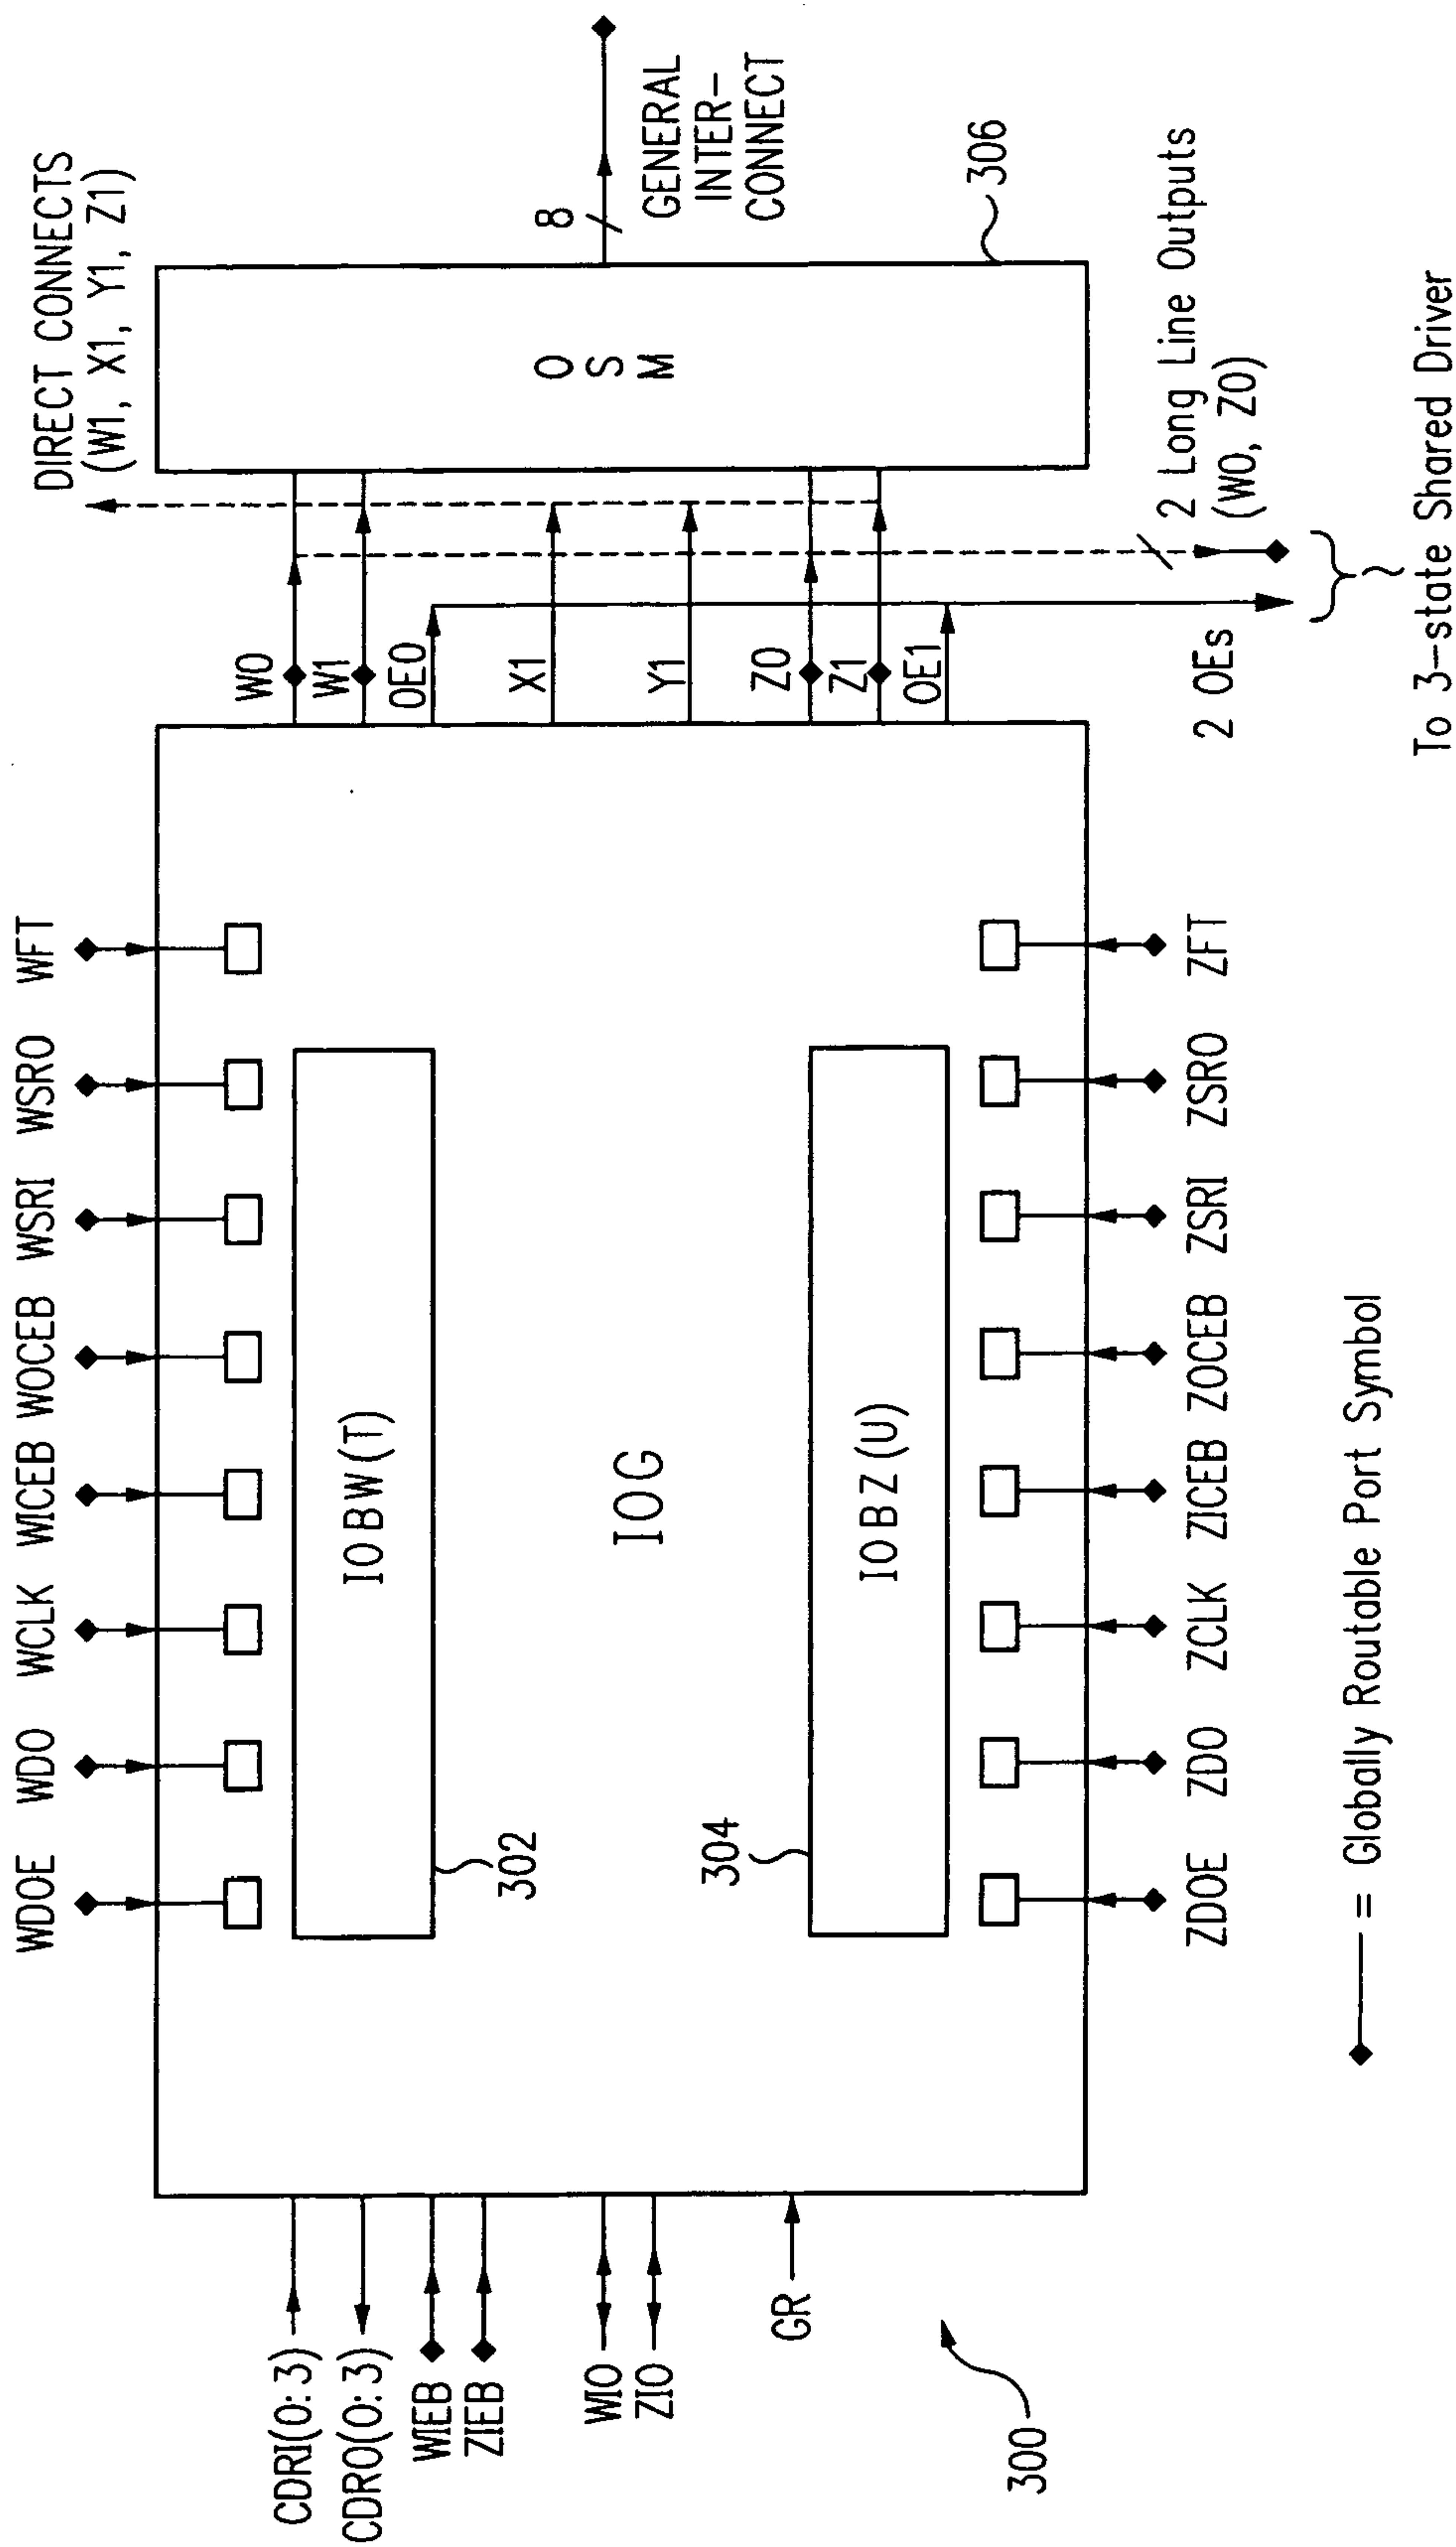 DIRECT CONNECTS
(W1, X1, Y1, Z1)
WDOE
WDO
WCLK
WICEB
WOCEB
WSRI
WSRO
WFT
CDRI(0:3)
CDRO(0:3)
WIEB
ZIEB
WIO
ZIO
GR
300
IOBW(T)
302
IOG
304
IOBZ(U)
W0
W1
OE0
X1
Y1
Z0
Z1
OE1
O
S
M
8
GENERAL
INTER-
CONNECT
306
ZDOE
ZDO
ZCLK
ZICEB
ZOCEB
ZSRI
ZSRO
ZFT
2 OEs
2 Long Line Outputs
(W0, Z0)
To 3-state Shared Driver
= Globally Routable Port Symbol